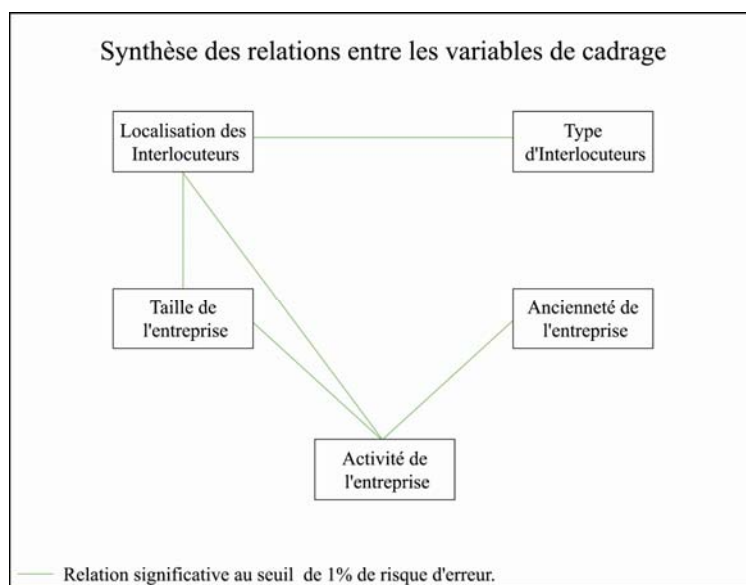 Synthèse des relations entre les variables de cadrage
Localisation des
Interlocuteurs
Type
d'Interlocuteurs
Taille de
l'entreprise
Ancienneté de
l'entreprise
Activité de
l'entreprise
Relation significative au seuil de 1% de risque d'erreur.